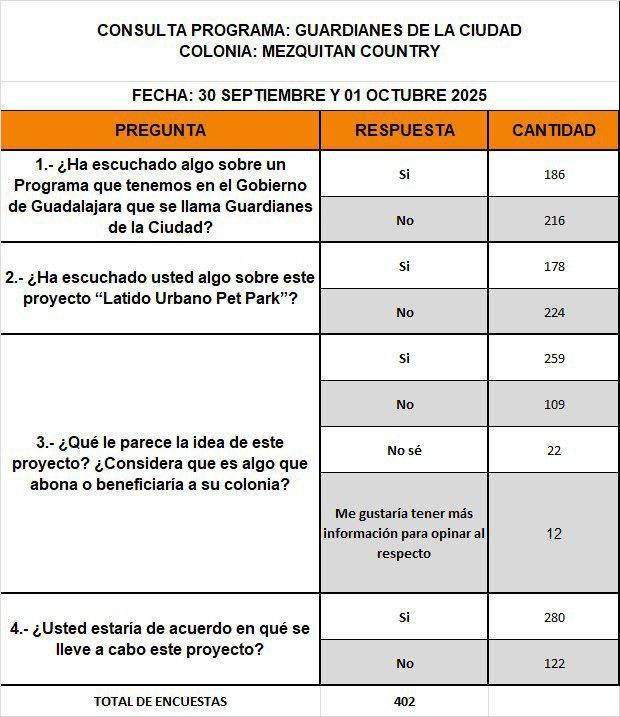 CONSULTA PROGRAMA: GUARDIANES DE LA CIUDAD
COLONIA: MEZQUITAN COUNTRY
FECHA: 30 SEPTIEMBRE Y 01 OCTUBRE 2025
PREGUNTA RESPUESTA CANTIDAD
1.- ¿Ha escuchado algo sobre un
Programa que tenemos en el Gobierno
de Guadalajara que se llama Guardianes
de la Ciudad?
Si 186
No 216
2.- ¿Ha escuchado usted algo sobre este
proyecto “Latido Urbano Pet Park”?
Si 178
No 224
3.- ¿Qué le parece la idea de este
proyecto? ¿Considera que es algo que
abona o beneficiaría a su colonia?
Si 259
No 109
No sé 22
Me gustaría tener más
información para opinar al
respecto
12
4.- ¿Usted estaría de acuerdo en qué se
lleve a cabo este proyecto?
Si 280
No 122
TOTAL DE ENCUESTAS 402